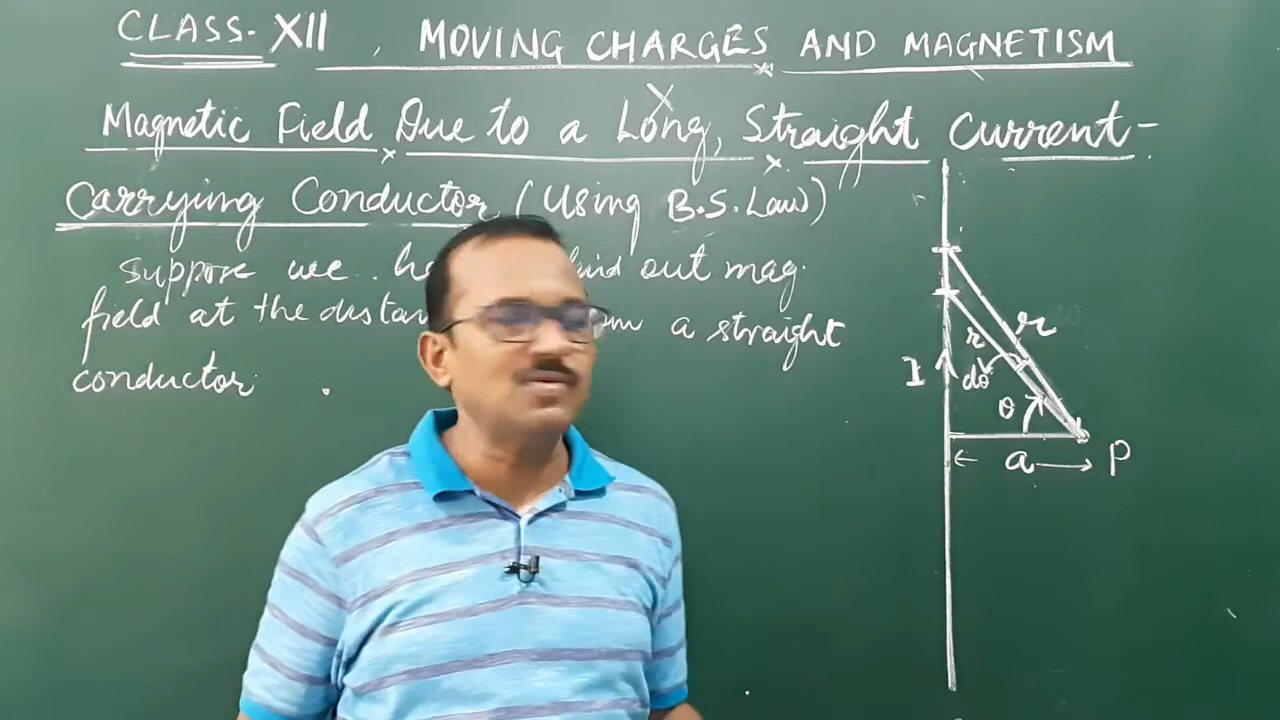 CLASS-XII, MOVING CHARGES AND MAGNETISM
Magnetic Field Due to a Long, Straight Current-
Carrying Conductor (Using B.S.Law)
Suppose we out mag.
field at the a straight
conductor.
r
r
I
dθ
θ
a
P